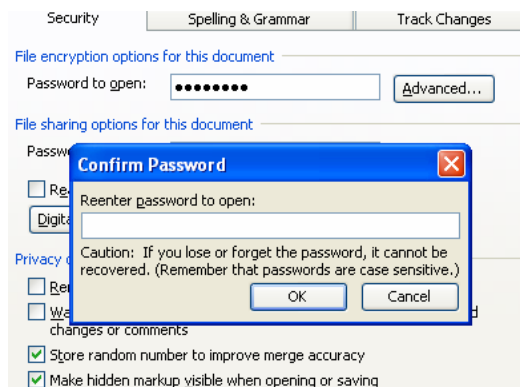 Security Spelling & Grammar Track Changes
File encryption options for this document
Password to open: ●●●●●●●● Advanced...
File sharing options for this document
Confirm Password
Reenter password to open:
Caution: If you lose or forget the password, it cannot be
recovered. (Remember that passwords are case sensitive.)
OK Cancel
Privacy
changes or comments
Store random number to improve merge accuracy
Make hidden markup visible when opening or saving